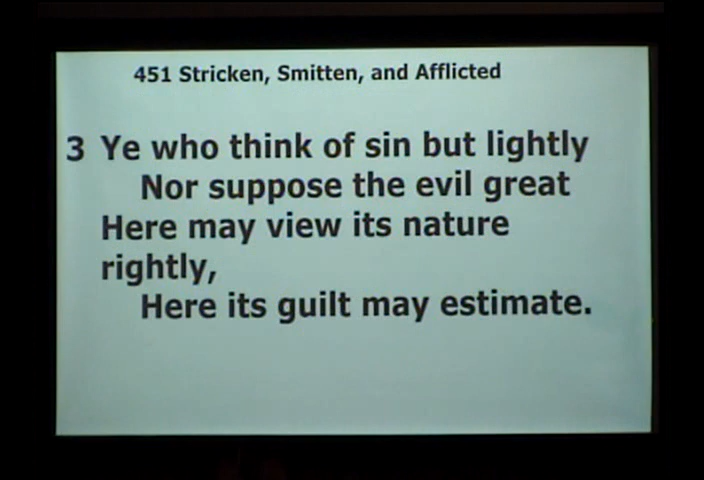 451 Stricken, Smitten, and Afflicted
3 Ye who think of sin but lightly
Nor suppose the evil great
Here may view its nature
rightly,
Here its guilt may estimate.